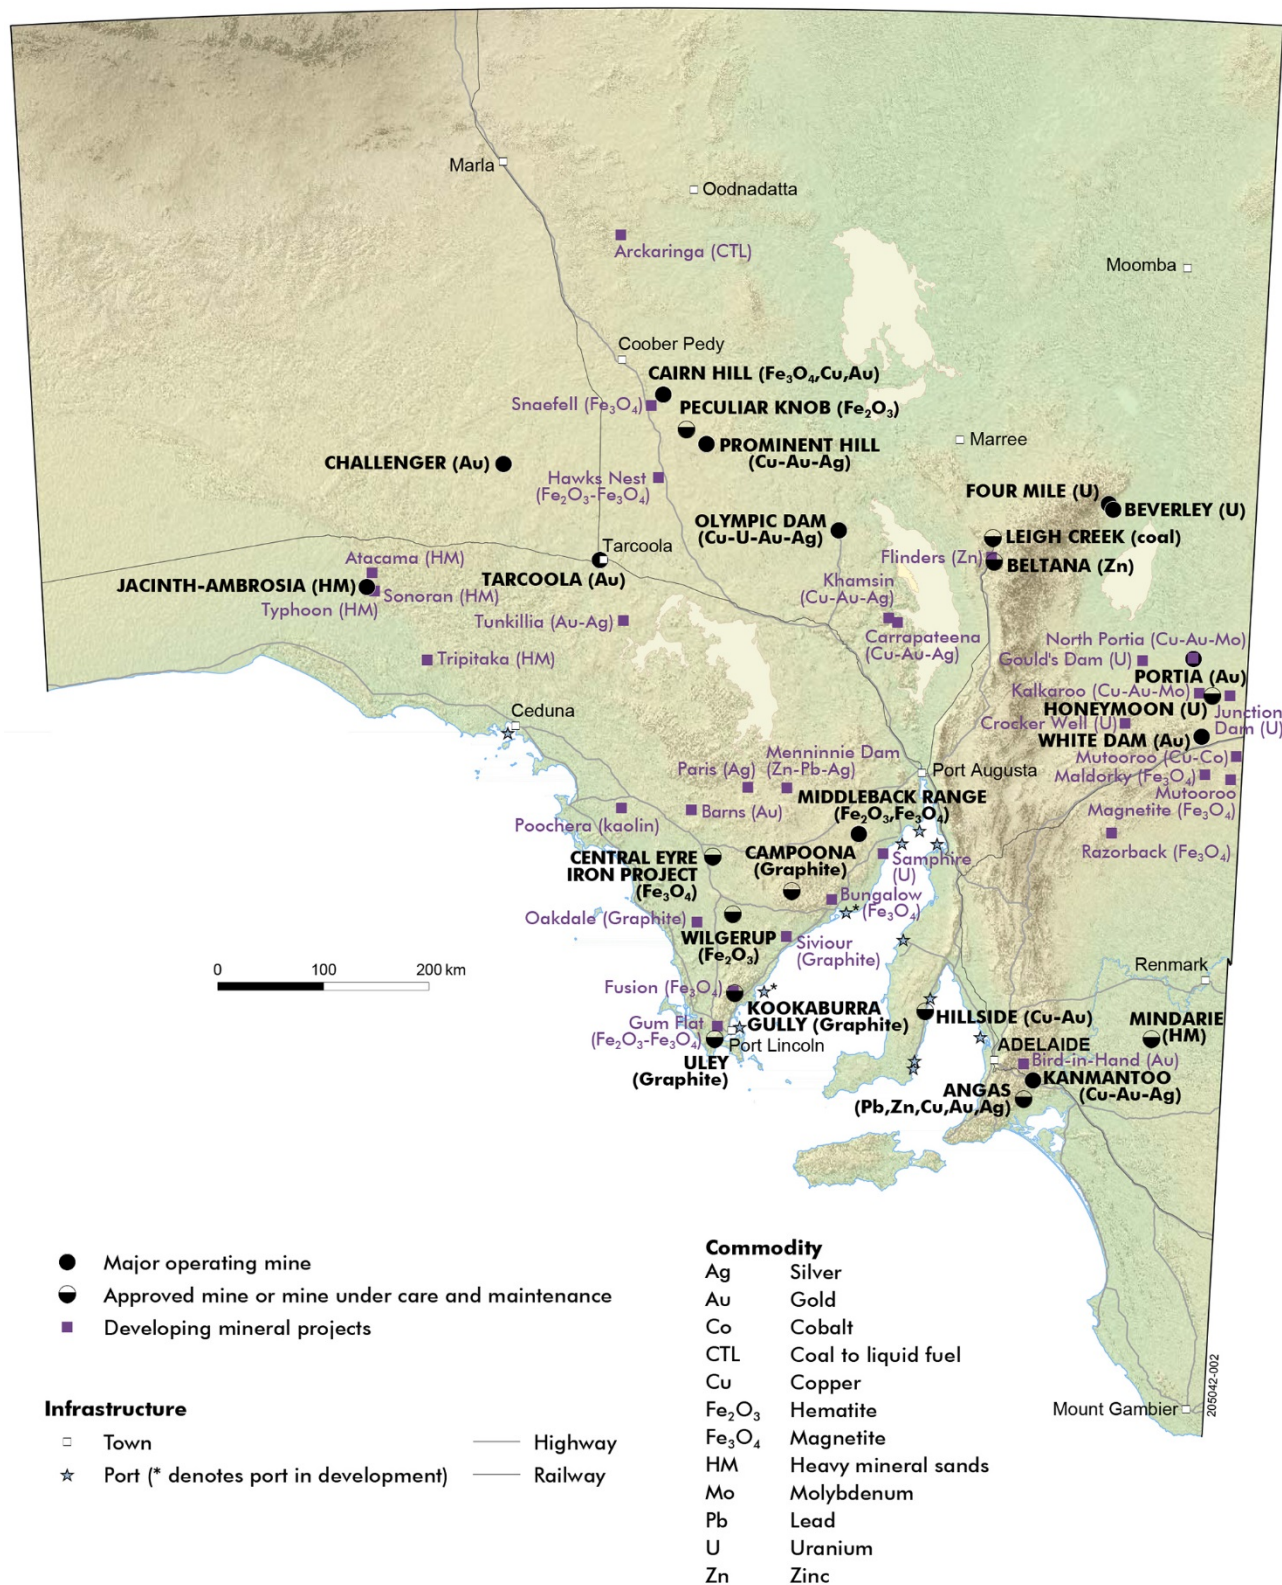 Marla
Oodnadatta
Arckaringa (CTL)
Moomba
Coober Pedy
CAIRN HILL (Fe₃O₄,Cu,Au)
Snaefell (Fe₃O₄)
PECULIAR KNOB (Fe₂O₃)
PROMINENT HILL
(Cu-Au-Ag)
Marree
CHALLENGER (Au)
Hawks Nest
(Fe₂O₃-Fe₃O₄)
FOUR MILE (U)
BEVERLEY (U)
OLYMPIC DAM
(Cu-U-Au-Ag)
LEIGH CREEK (coal)
Flinders (Zn)
BELTANA (Zn)
Tarcoola
TARCOOLA (Au)
Atacama (HM)
JACINTH-AMBROSIA (HM)
Sonoran (HM)
Typhoon (HM)
Khamsin
(Cu-Au-Ag)
Tunkillia (Au-Ag)
Carrapateena
(Cu-Au-Ag)
Tripitaka (HM)
North Portia (Cu-Au-Mo)
Gould's Dam (U)
PORTIA (Au)
Kalkaroo (Cu-Au-Mo)
HONEYMOON (U)
Junction
Dam (U)
Crocker Well (U)
WHITE DAM (Au)
Ceduna
Mutooroo (Cu-Co)
Maldorky (Fe₃O₄)
Mutooroo
Magnetite (Fe₃O₄)
Menninnie Dam
(Zn-Pb-Ag)
Paris (Ag)
Port Augusta
MIDDLEBACK RANGE
(Fe₂O₃,Fe₃O₄)
Barns (Au)
Poochera (kaolin)
Razorback (Fe₃O₄)
CENTRAL EYRE
IRON PROJECT
(Fe₃O₄)
CAMPOONA
(Graphite)
Samphire
(U)
Bungalow
(Fe₃O₄)
*
Oakdale (Graphite)
WILGERUP
(Fe₂O₃)
Siviour
(Graphite)
0 100 200 km
Renmark
Fusion (Fe₃O₄)
*
KOOKABURRA
GULLY (Graphite)
HILLSIDE (Cu-Au)
MINDARIE
(HM)
Gum Flat
(Fe₂O₃-Fe₃O₄)
Port Lincoln
ULEY
(Graphite)
ADELAIDE
Bird-in-Hand (Au)
KANMANTOO
(Cu-Au-Ag)
ANGAS
(Pb,Zn,Cu,Au,Ag)
Mount Gambier
205042-002
Major operating mine
Approved mine or mine under care and maintenance
Developing mineral projects
Infrastructure
Town
Port (* denotes port in development)
Highway
Railway
Commodity
Ag Silver
Au Gold
Co Cobalt
CTL Coal to liquid fuel
Cu Copper
Fe₂O₃ Hematite
Fe₃O₄ Magnetite
HM Heavy mineral sands
Mo Molybdenum
Pb Lead
U Uranium
Zn Zinc